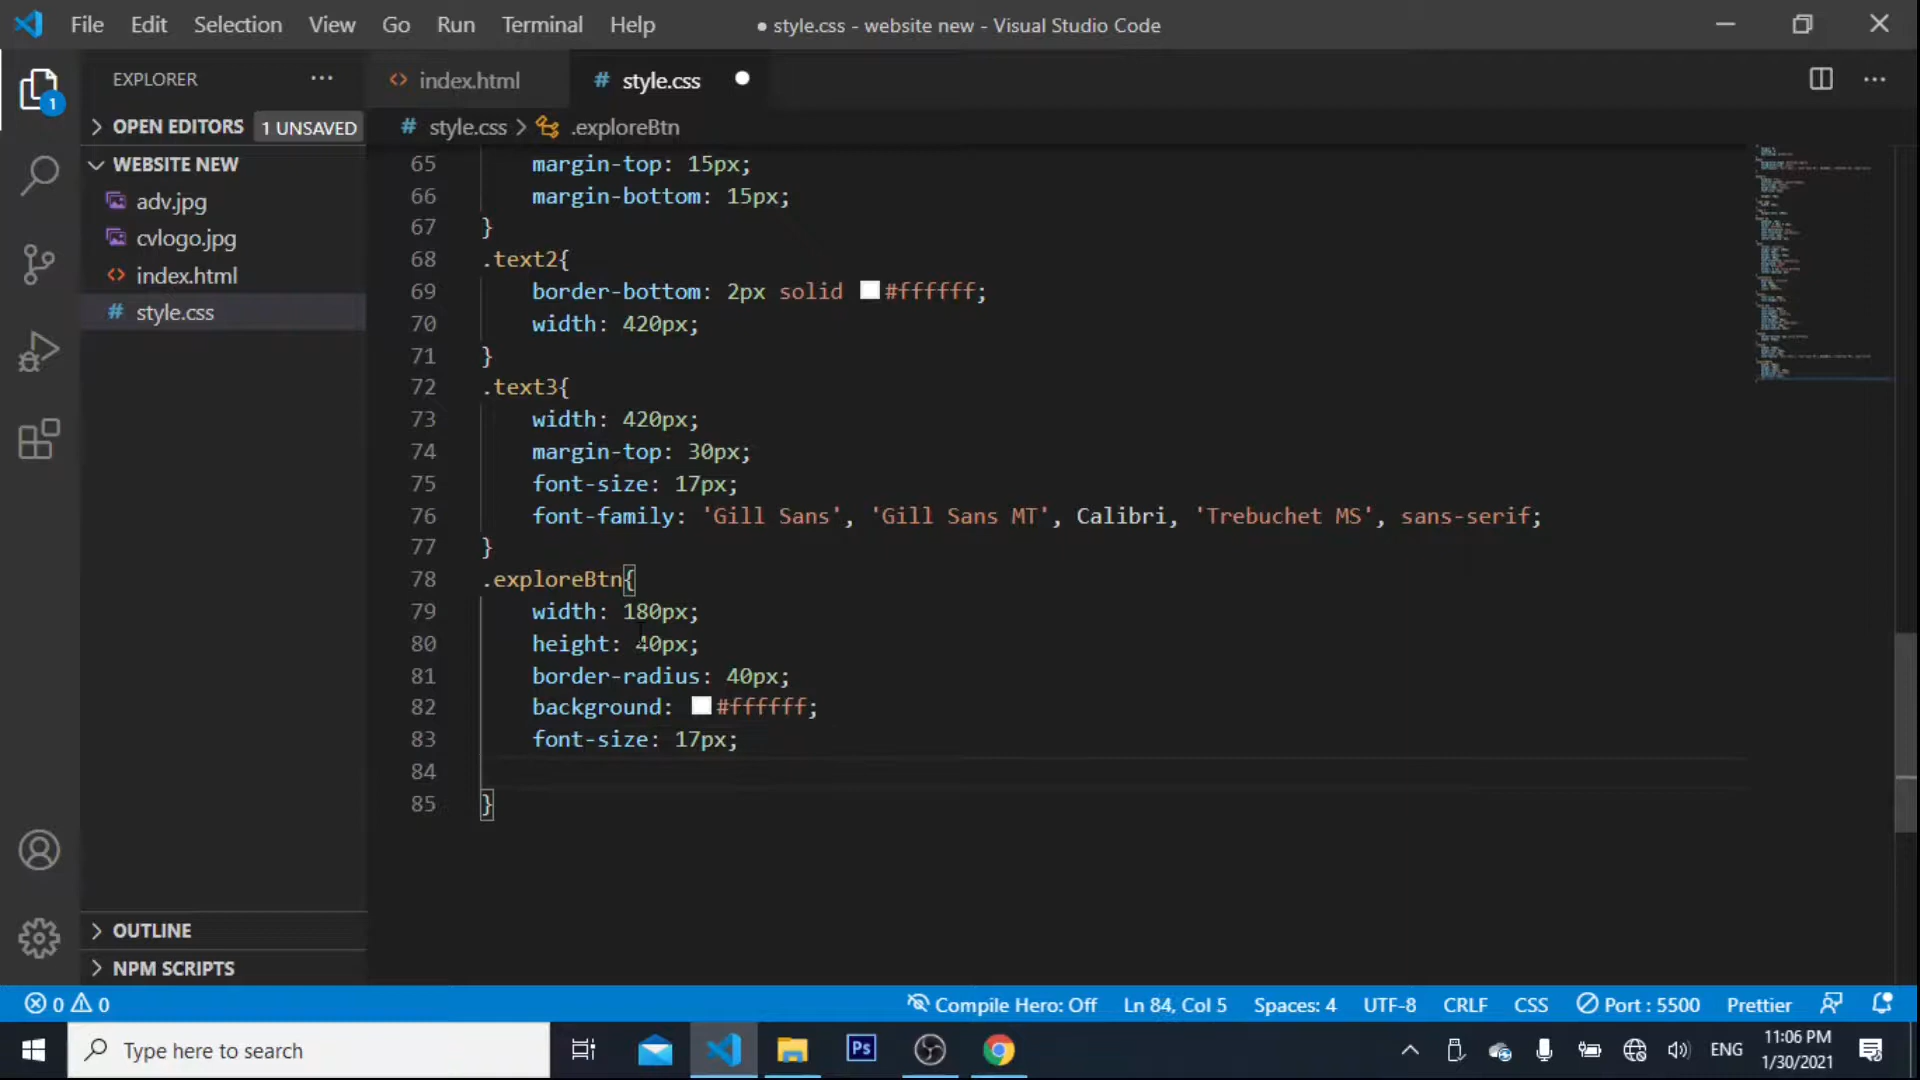 File Edit Selection View Go Run Terminal Help ● style.css - website new - Visual Studio Code
EXPLORER ···
<> index.html
# style.css ●
> OPEN EDITORS 1 UNSAVED
# style.css > .exploreBtn
WEBSITE NEW
adv.jpg
cvlogo.jpg
<> index.html
# style.css
1
65 margin-top: 15px;
66 margin-bottom: 15px;
67 }
68 .text2{
69 border-bottom: 2px solid #ffffff;
70 width: 420px;
71 }
72 .text3{
73 width: 420px;
74 margin-top: 30px;
75 font-size: 17px;
76 font-family: 'Gill Sans', 'Gill Sans MT', Calibri, 'Trebuchet MS', sans-serif;
77 }
78 .exploreBtn{
79 width: 180px;
80 height: 40px;
81 border-radius: 40px;
82 background: #ffffff;
83 font-size: 17px;
84
85 }
> OUTLINE
> NPM SCRIPTS
0 0 Compile Hero: Off Ln 84, Col 5 Spaces: 4 UTF-8 CRLF CSS Port : 5500 Prettier
Type here to search Ps ENG 11:06 PM
1/30/2021